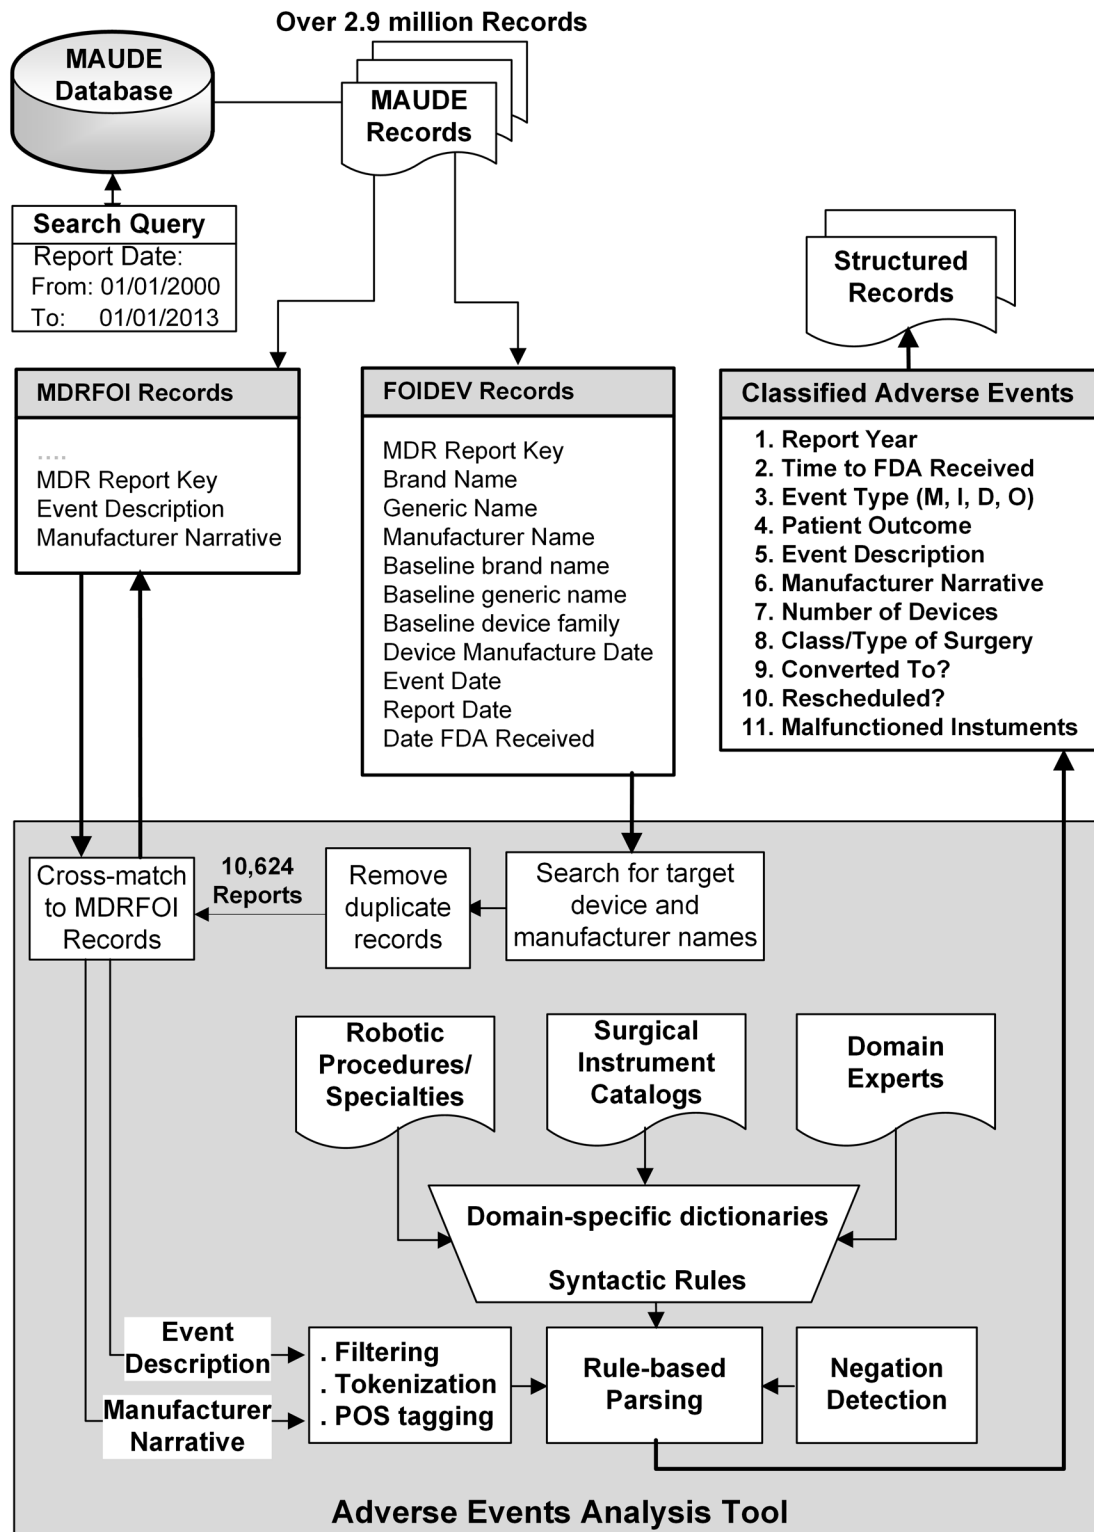 Over 2.9 million Records
MAUDE
Database
MAUDE
Records
Search Query
Report Date:
From: 01/01/2000
To: 01/01/2013
Structured
Records
MDRFOI Records
....
MDR Report Key
Event Description
Manufacturer Narrative
FOIDEV Records
MDR Report Key
Brand Name
Generic Name
Manufacturer Name
Baseline brand name
Baseline generic name
Baseline device family
Device Manufacture Date
Event Date
Report Date
Date FDA Received
Classified Adverse Events
1. Report Year
2. Time to FDA Received
3. Event Type (M, I, D, O)
4. Patient Outcome
5. Event Description
6. Manufacturer Narrative
7. Number of Devices
8. Class/Type of Surgery
9. Converted To?
10. Rescheduled?
11. Malfunctioned Instuments
Cross-match
to MDRFOI
Records
10,624
Reports
Remove
duplicate
records
Search for target
device and
manufacturer names
Robotic
Procedures/
Specialties
Surgical
Instrument
Catalogs
Domain
Experts
Domain-specific dictionaries
Syntactic Rules
Event
Description
Manufacturer
Narrative
. Filtering
. Tokenization
. POS tagging
Rule-based
Parsing
Negation
Detection
Adverse Events Analysis Tool